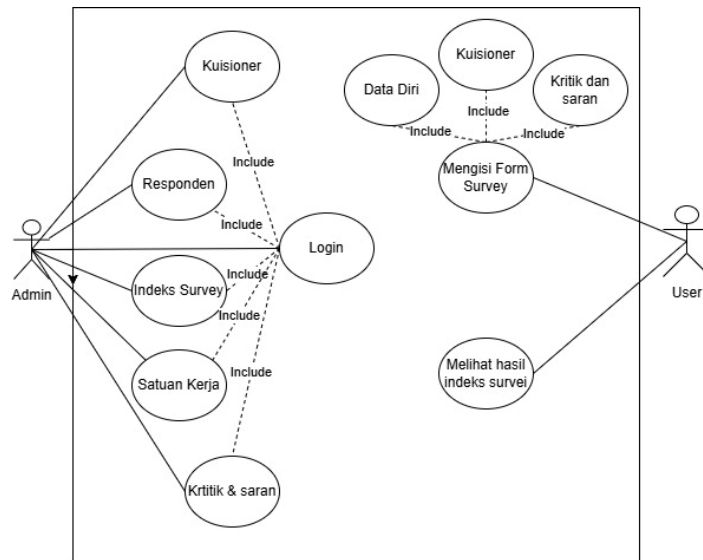 Kuisioner
Kuisioner
Data Diri
Kritik dan
saran
Include
Include
Include
Include
Responden
Mengisi Form
Survey
Include
Login
Admin
Indeks Survey
Include
User
Include
Satuan Kerja
Include
Melihat hasil
indeks survei
Krtitik & saran